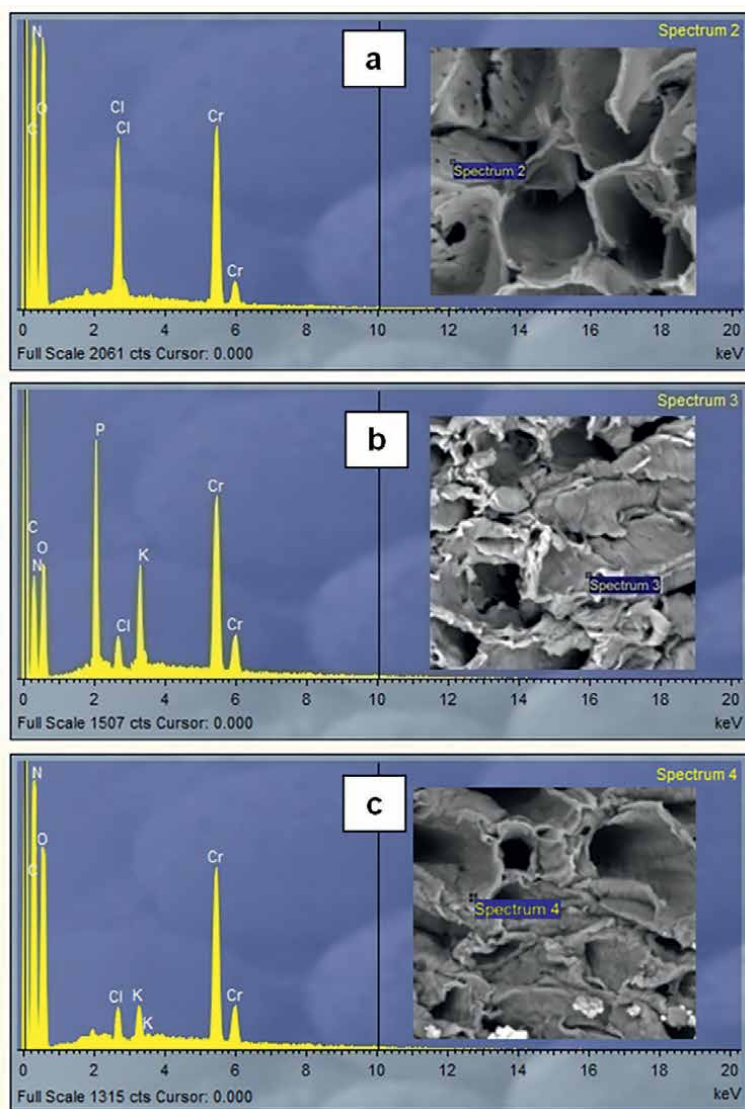 Spectrum 2
a
N
O
C
Cl
Cl
Cr
Cr
Spectrum 2
0 2 4 6 8 10 12 14 16 18 20
Full Scale 2061 cts Cursor: 0.000 keV
Spectrum 3
b
P
Cr
C
O
N
K
Cl
Cr
Spectrum 3
0 2 4 6 8 10 12 14 16 18 20
Full Scale 1507 cts Cursor: 0.000 keV
Spectrum 4
c
N
O
C
Cr
Cl
K
K
Cr
Spectrum 4
0 2 4 6 8 10 12 14 16 18 20
Full Scale 1315 cts Cursor: 0.000 keV